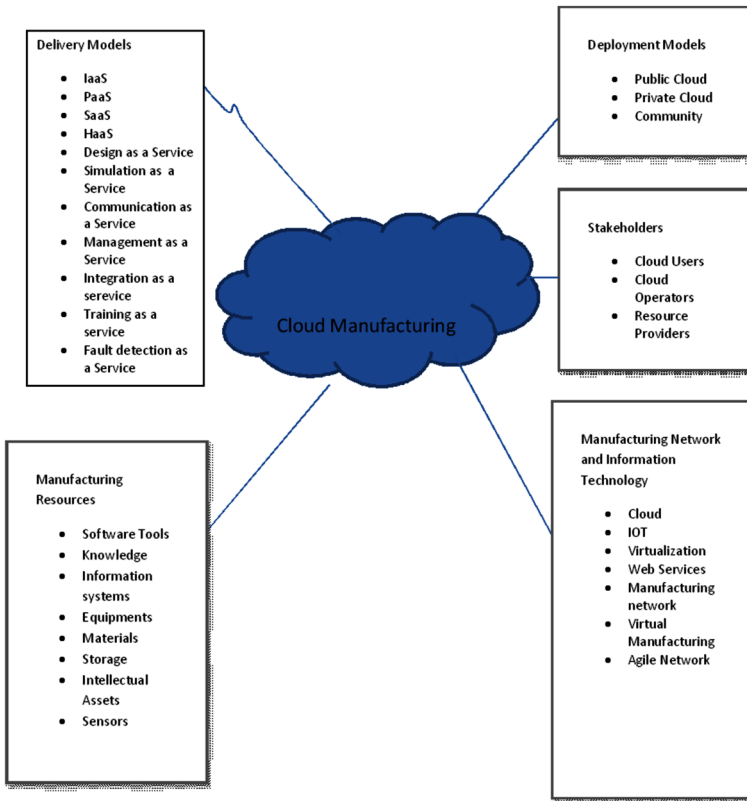 Delivery Models
• IaaS
• PaaS
• SaaS
• HaaS
• Design as a Service
• Simulation as a
Service
• Communication as
a Service
• Management as a
Service
• Integration as a
serevice
• Training as a
service
• Fault detection as
a Service
Deployment Models
• Public Cloud
• Private Cloud
• Community
Stakeholders
• Cloud Users
• Cloud
Operators
• Resource
Providers
Cloud Manufacturing
Manufacturing
Resources
• Software Tools
• Knowledge
• Information
systems
• Equipments
• Materials
• Storage
• Intellectual
Assets
• Sensors
Manufacturing Network
and Information
Technology
• Cloud
• IOT
• Virtualization
• Web Services
• Manufacturing
network
• Virtual
Manufacturing
• Agile Network